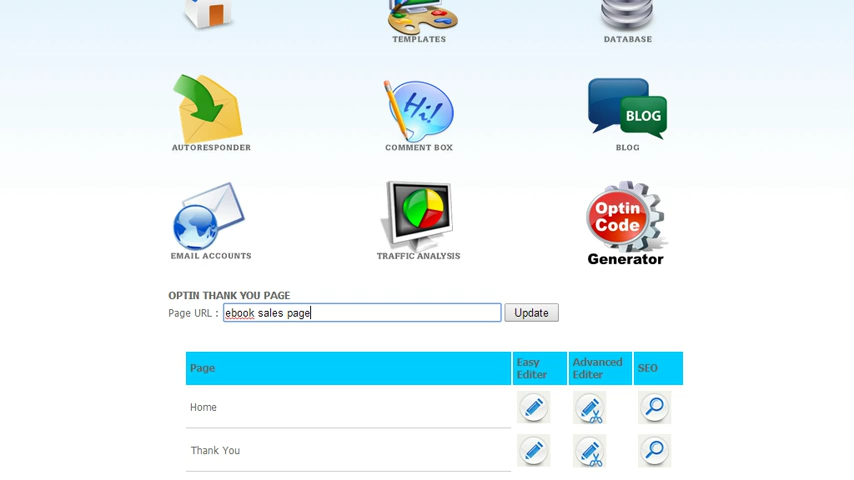 TEMPLATES
DATABASE
Hi!
BLOG
AUTORESPONDER
COMMENT BOX
BLOG
Optin
Code
Generator
EMAIL ACCOUNTS
TRAFFIC ANALYSIS
OPTIN THANK YOU PAGE
Page URL : ebook sales page Update
Page Easy Editer Advanced Editer SEO
Home
Thank You